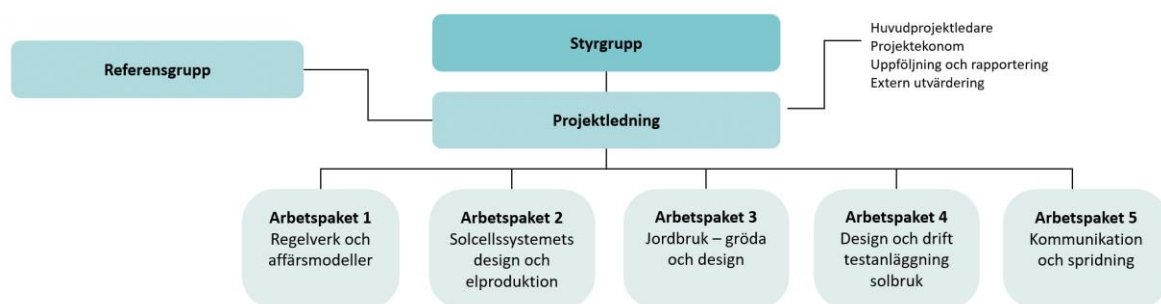 Styrgrupp
Referensgrupp
Huvudprojektledare
Projektekonom
Uppföljning och rapportering
Extern utvärdering
Projektledning
Arbetspaket 1
Regelverk och
affärsmodeller
Arbetspaket 2
Solcellssystemets
design och
elproduktion
Arbetspaket 3
Jordbruk – gröda
och design
Arbetspaket 4
Design och drift
testanläggning
solbruk
Arbetspaket 5
Kommunikation
och spridning